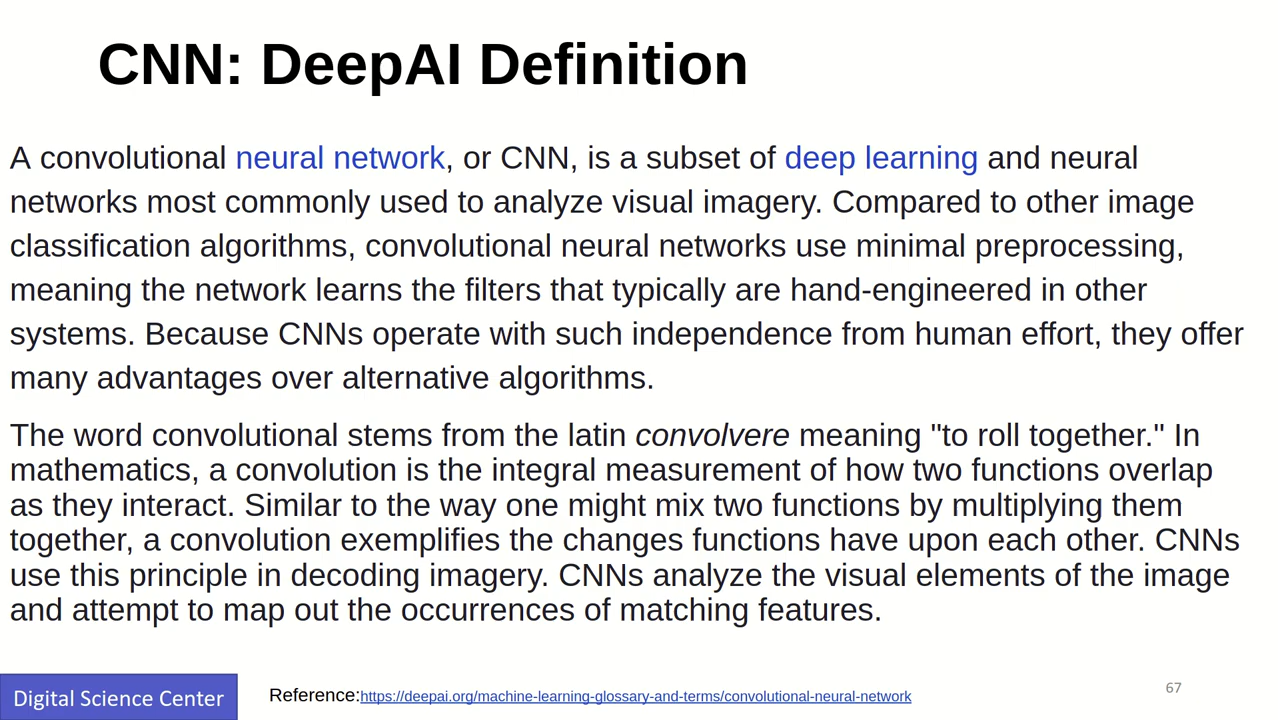 CNN: DeepAI Definition
A convolutional neural network, or CNN, is a subset of deep learning and neural
networks most commonly used to analyze visual imagery. Compared to other image
classification algorithms, convolutional neural networks use minimal preprocessing,
meaning the network learns the filters that typically are hand-engineered in other
systems. Because CNNs operate with such independence from human effort, they offer
many advantages over alternative algorithms.
The word convolutional stems from the latin convolvere meaning "to roll together." In
mathematics, a convolution is the integral measurement of how two functions overlap
as they interact. Similar to the way one might mix two functions by multiplying them
together, a convolution exemplifies the changes functions have upon each other. CNNs
use this principle in decoding imagery. CNNs analyze the visual elements of the image
and attempt to map out the occurrences of matching features.
Digital Science Center
Reference:https://deepai.org/machine-learning-glossary-and-terms/convolutional-neural-network
67